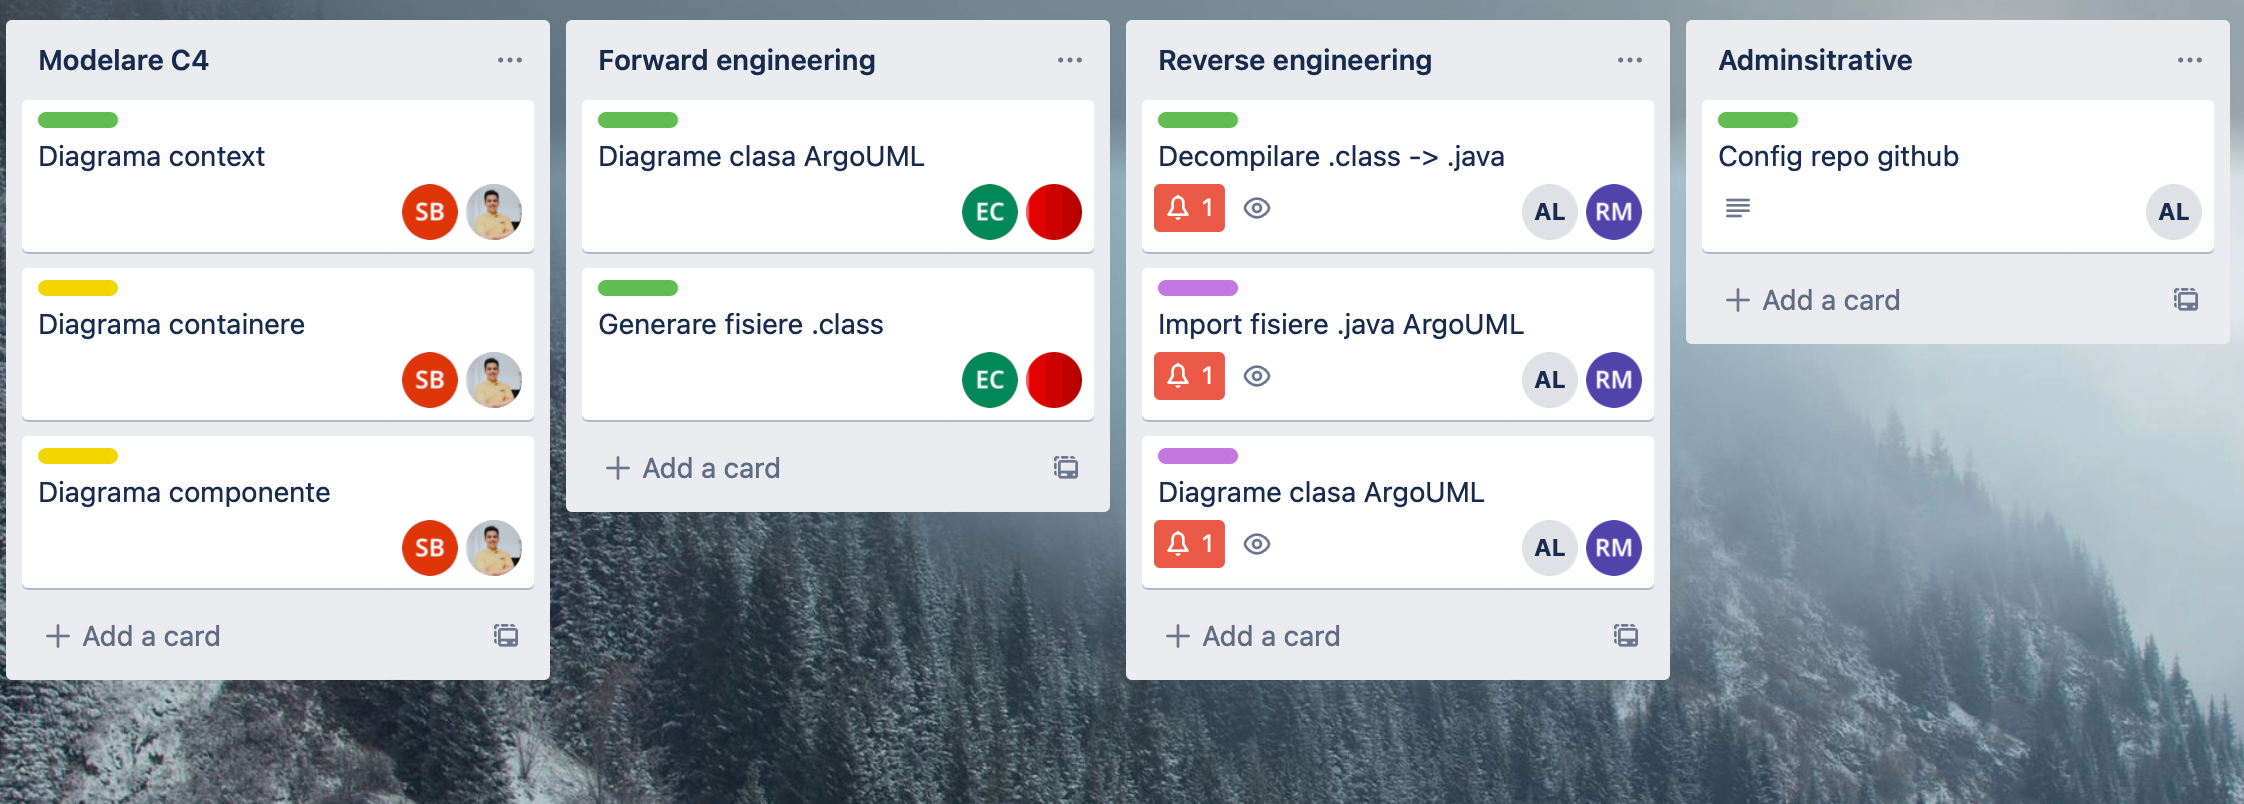 Modelare C4
Diagrama context
SB
Diagrama containere
SB
Diagrama componente
SB
Add a card
Forward engineering
Diagrame clasa ArgoUML
EC
Generare fisiere .class
EC
Add a card
Reverse engineering
Decompilare .class -> .java
1 AL RM
Import fisiere .java ArgoUML
1 AL RM
Diagrame clasa ArgoUML
1 AL RM
Add a card
Adminsitrative
Config repo github
AL
Add a card